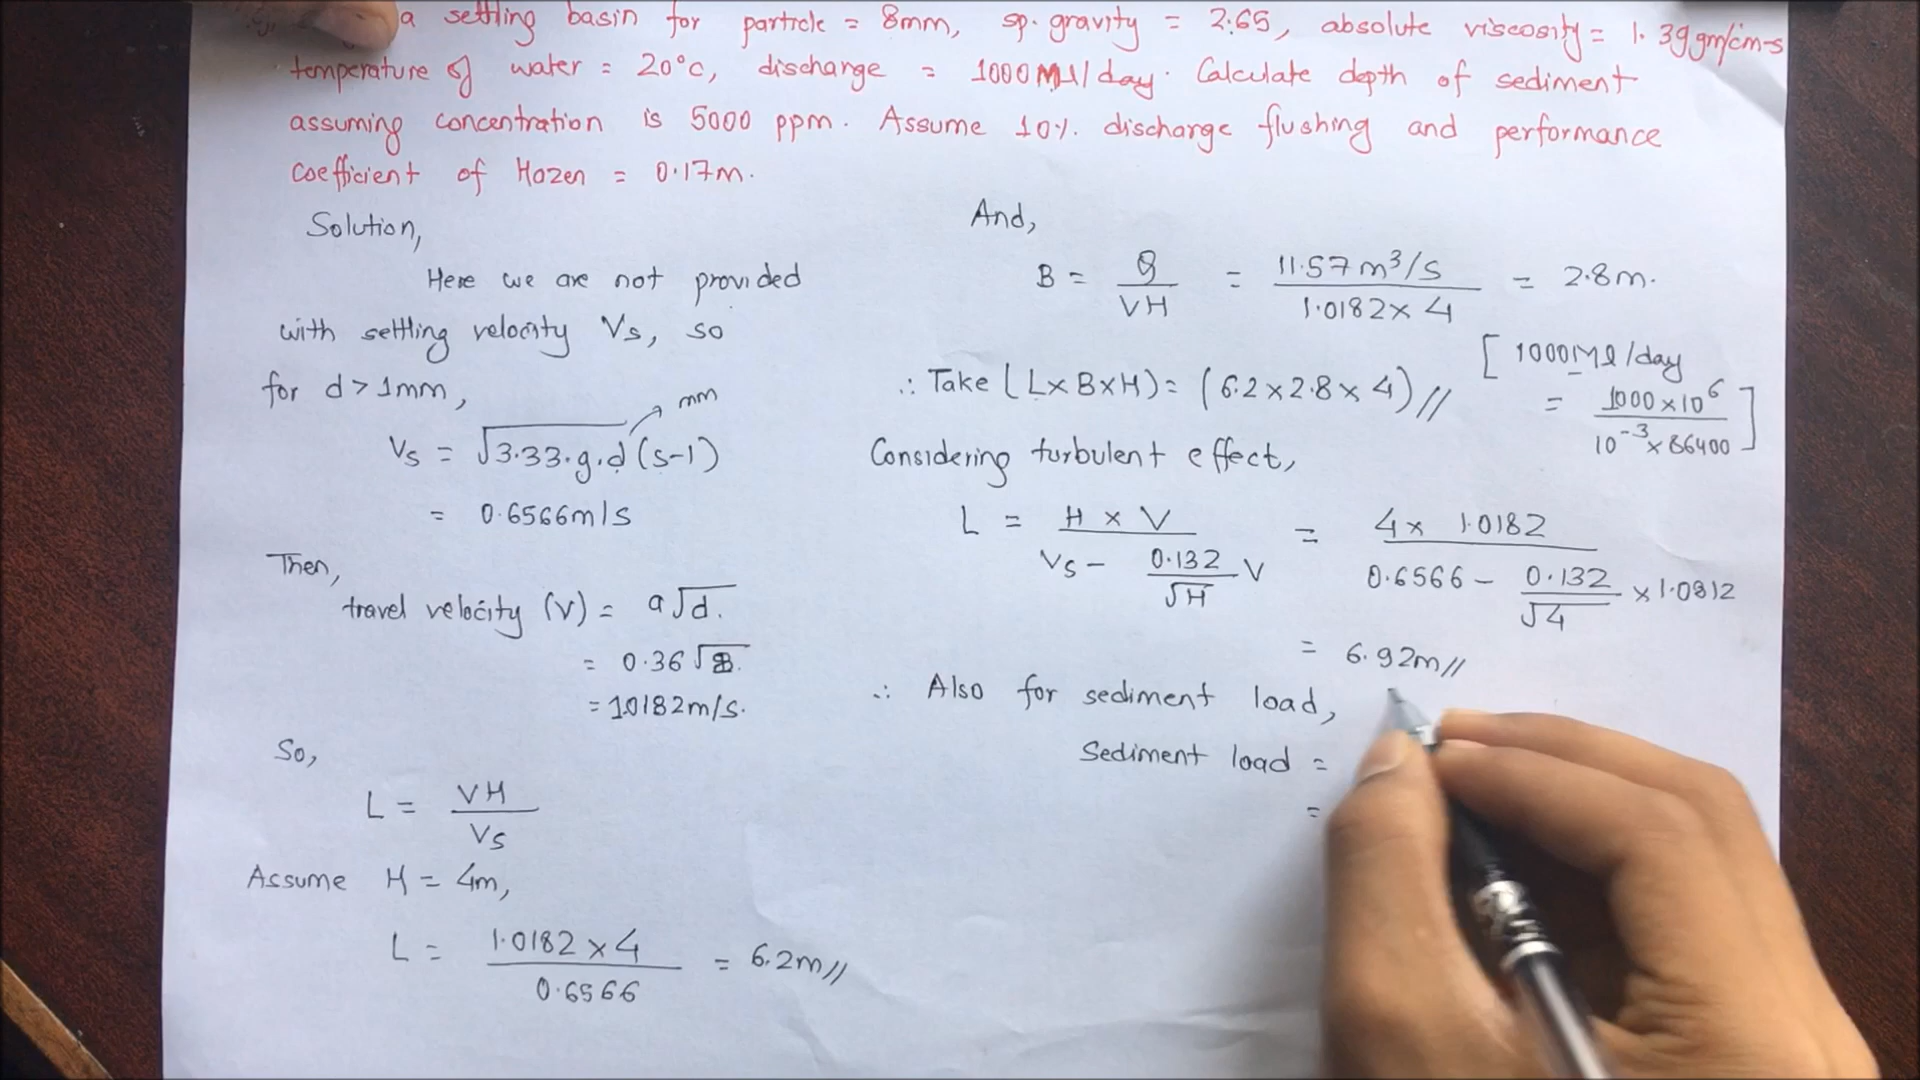 a settling basin for particle = 8mm, sp. gravity = 2.65, absolute viscosity = 1.39gm/cm-s
temperature of water = 20°c, discharge = 1000Ml/day. Calculate depth of sediment
assuming concentration is 5000 ppm. Assume 10%. discharge flushing and performance
coefficient of Hazen = 0.17m.
Solution,
Here we are not provided
with settling velocity Vs, so
for d > 1mm,
mm
Vs = √3.33.g.d(s-1)
= 0.6566m/s
Then,
travel velocity (V) = a√d.
= 0.36√8.
= 1.0182m/s.
So,
L = VH/Vs
Assume H = 4m,
L = 1.0182 × 4 / 0.6566 = 6.2m//
And,
B = Q/VH = 11.57m³/s / 1.0182 × 4 = 2.8m.
[1000Ml/day
= 1000×10⁶ / 10⁻³×86400]
∴ Take (L×B×H) = (6.2×2.8×4)//
Considering turbulent effect,
L = H × V / Vs - 0.132/√H V = 4× 1.0182 / 0.6566 - 0.132/√4 × 1.0812
= 6.92m//
∴ Also for sediment load,
Sediment load =
=